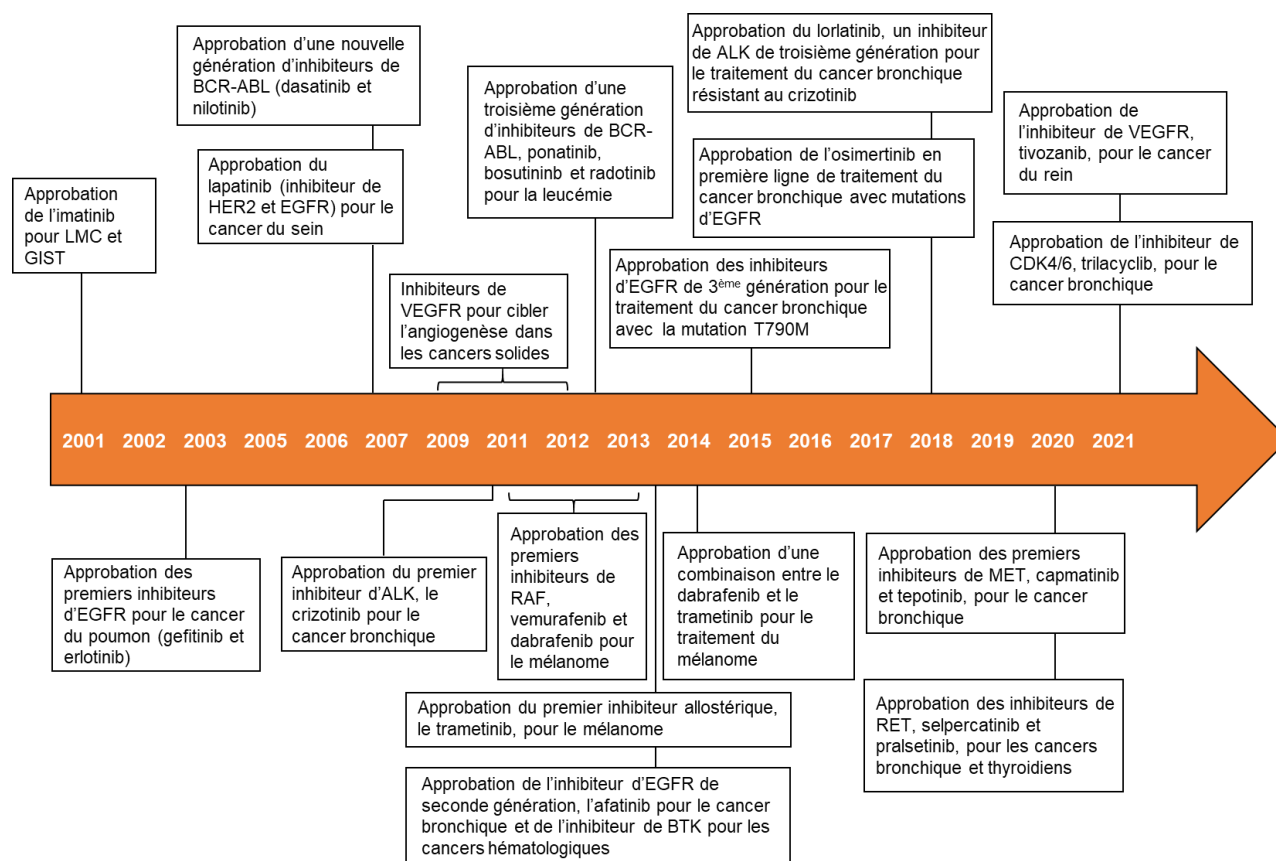 Approbation d'une nouvelle
génération d'inhibiteurs de
BCR-ABL (dasatinib et
nilotinib)
Approbation du lorlatinib, un inhibiteur
de ALK de troisième génération pour
le traitement du cancer bronchique
résistant au crizotinib
Approbation d'une
troisième génération
d'inhibiteurs de BCR-
ABL, ponatinib,
bosutininb et radotinib
pour la leucémie
Approbation de
l'inhibiteur de VEGFR,
tivozanib, pour le cancer
du rein
Approbation du
lapatinib (inhibiteur de
HER2 et EGFR) pour le
cancer du sein
Approbation de l'osimertinib en
première ligne de traitement du
cancer bronchique avec mutations
d'EGFR
Approbation
de l'imatinib
pour LMC et
GIST
Approbation de l'inhibiteur de
CDK4/6, trilacyclib, pour le
cancer bronchique
Inhibiteurs de
VEGFR pour cibler
l'angiogenèse dans
les cancers solides
Approbation des inhibiteurs
d'EGFR de 3ème génération pour le
traitement du cancer bronchique
avec la mutation T790M
2001 2002 2003 2005 2006 2007 2009 2011 2012 2013 2014 2015 2016 2017 2018 2019 2020 2021
Approbation des
premiers inhibiteurs
d'EGFR pour le cancer
du poumon (gefitinib et
erlotinib)
Approbation du premier
inhibiteur d'ALK, le
crizotinib pour le
cancer bronchique
Approbation des
premiers
inhibiteurs de
RAF,
vemurafenib et
dabrafenib pour
le mélanome
Approbation d'une
combinaison entre le
dabrafenib et le
trametinib pour le
traitement du
mélanome
Approbation des premiers
inhibiteurs de MET, capmatinib
et tepotinib, pour le cancer
bronchique
Approbation du premier inhibiteur allostérique,
le trametinib, pour le mélanome
Approbation des inhibiteurs de
RET, selpercatinib et
pralsetinib, pour les cancers
bronchique et thyroidiens
Approbation de l'inhibiteur d'EGFR de
seconde génération, l'afatinib pour le cancer
bronchique et de l'inhibiteur de BTK pour les
cancers hématologiques